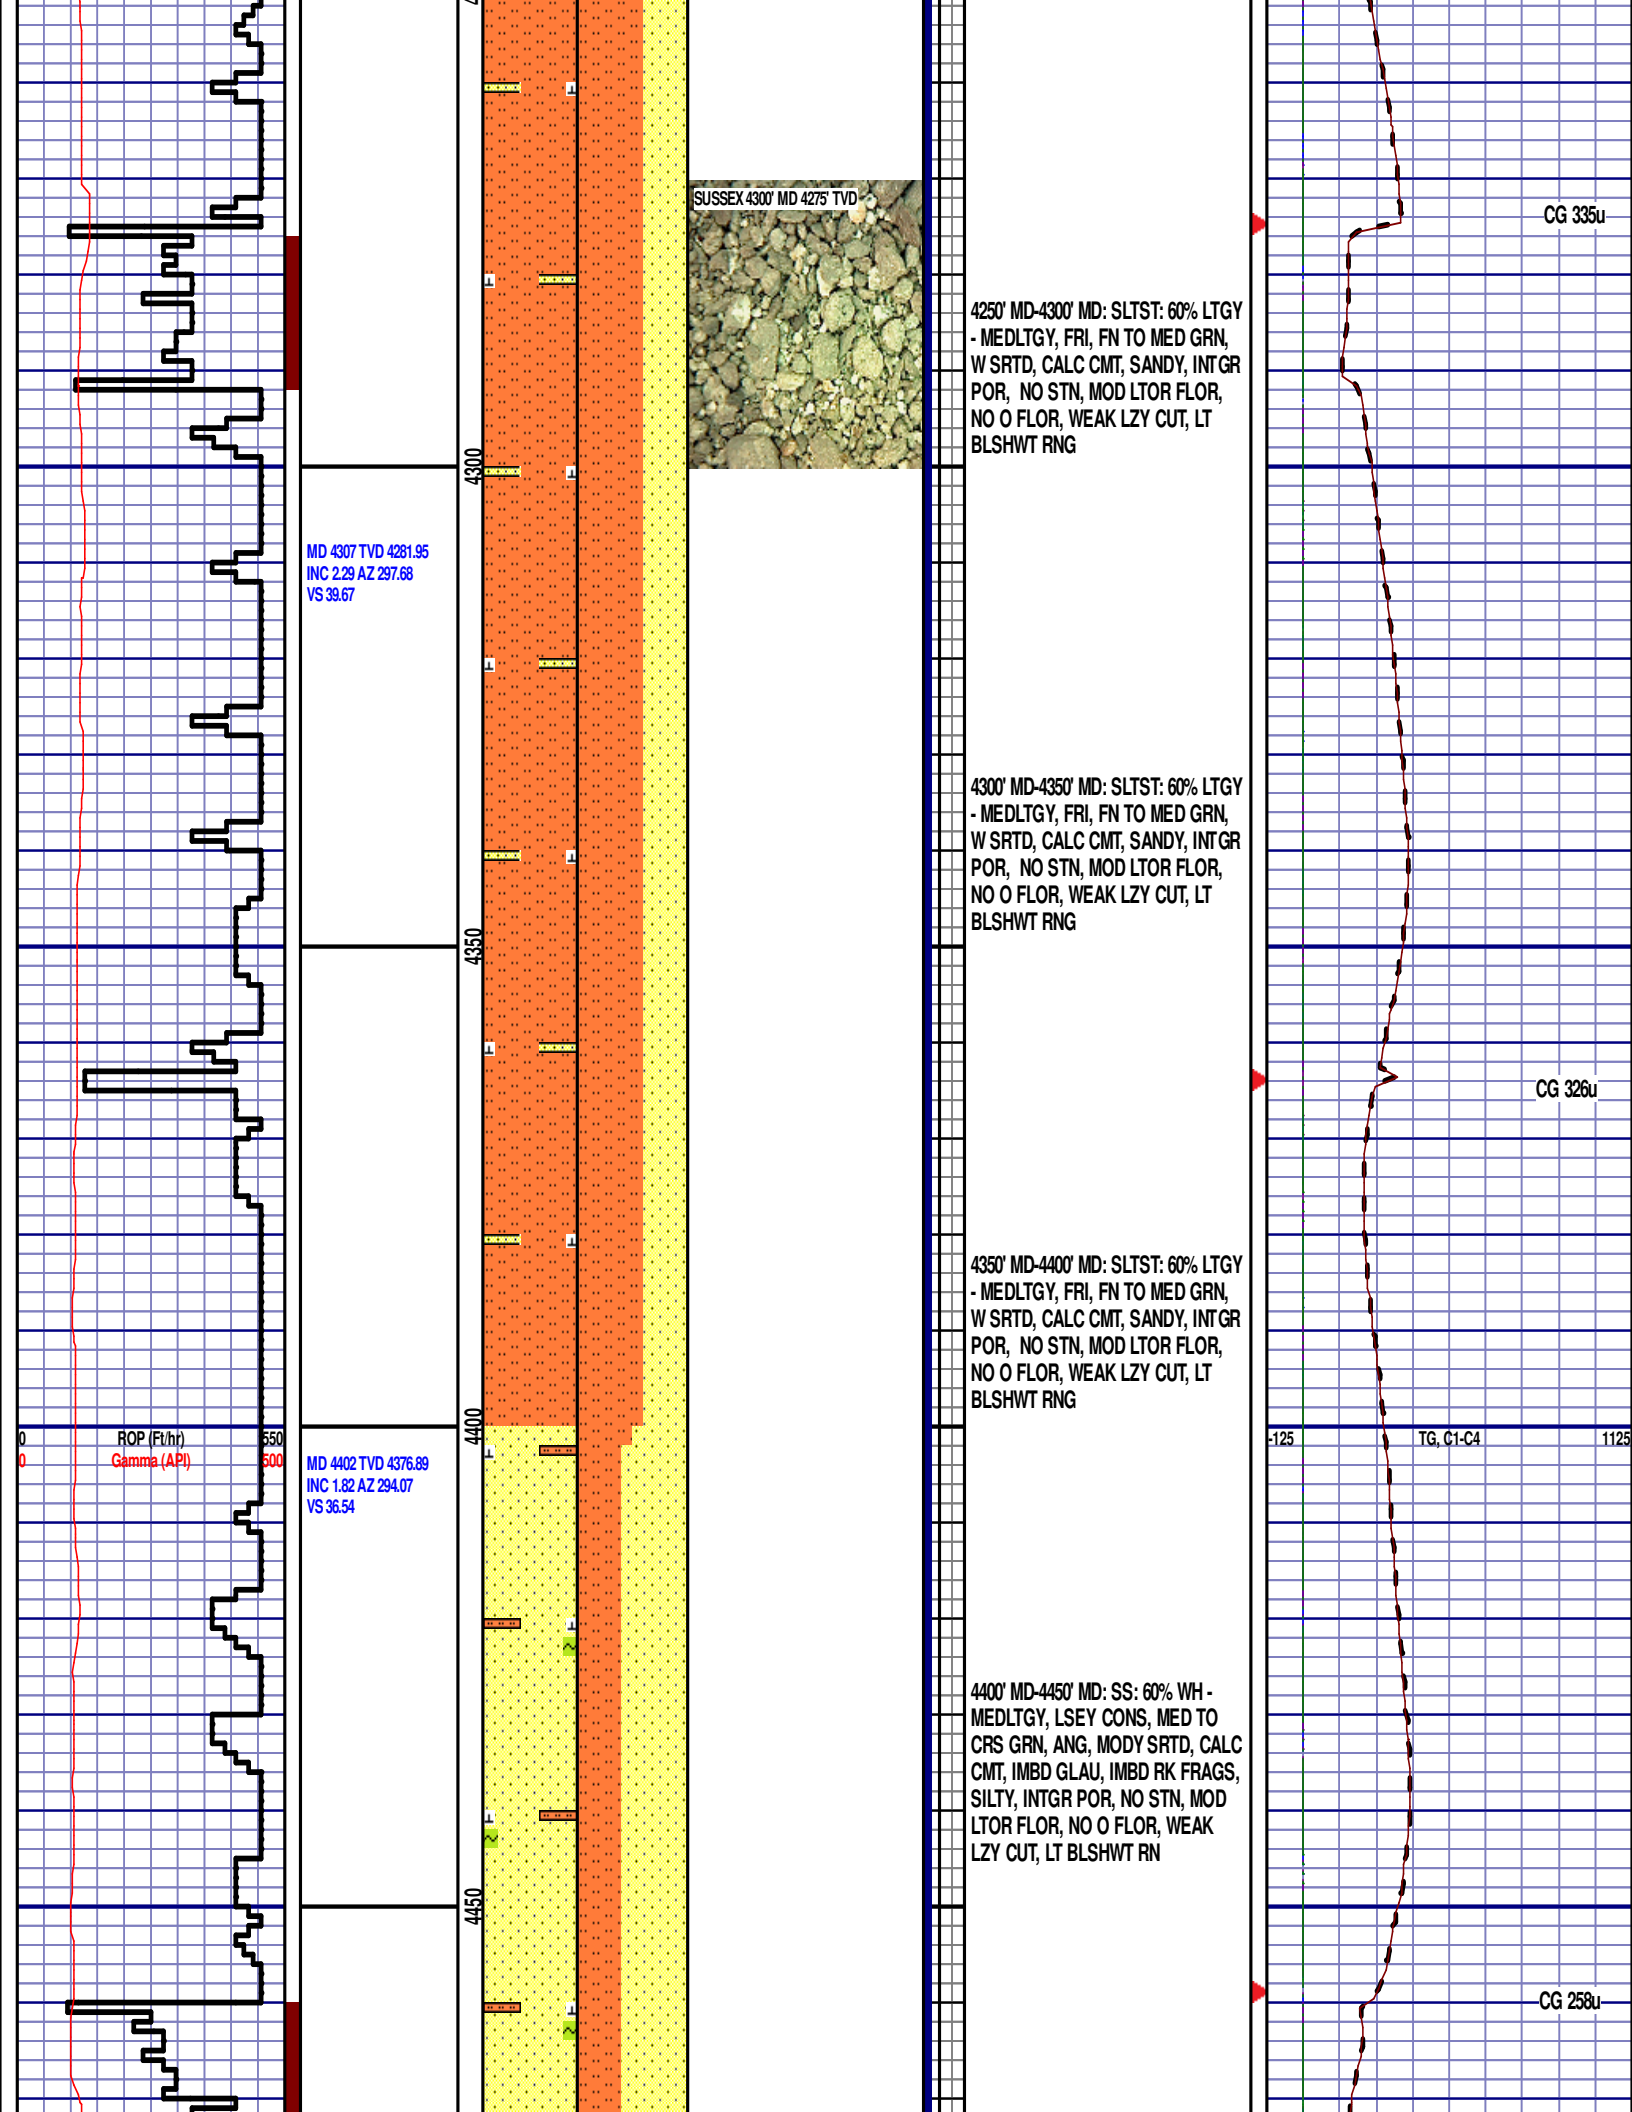 SUSSEX 4300' MD 4275' TVD
CG 335u
4250' MD-4300' MD: SLTST: 60% LTGY
- MEDLTGY, FRI, FN TO MED GRN,
W SRTD, CALC CMT, SANDY, INTGR
POR, NO STN, MOD LTOR FLOR,
NO O FLOR, WEAK LZY CUT, LT
BLSHWT RNG
4300
MD 4307 TVD 4281.95
INC 2.29 AZ 297.68
VS 39.67
4300' MD-4350' MD: SLTST: 60% LTGY
- MEDLTGY, FRI, FN TO MED GRN,
W SRTD, CALC CMT, SANDY, INTGR
POR, NO STN, MOD LTOR FLOR,
NO O FLOR, WEAK LZY CUT, LT
BLSHWT RNG
4350
CG 326u
4350' MD-4400' MD: SLTST: 60% LTGY
- MEDLTGY, FRI, FN TO MED GRN,
W SRTD, CALC CMT, SANDY, INTGR
POR, NO STN, MOD LTOR FLOR,
NO O FLOR, WEAK LZY CUT, LT
BLSHWT RNG
4400
0 ROP (Ft/hr) 550
0 Gamma (API) 500
-125 TG, C1-C4 1125
MD 4402 TVD 4376.89
INC 1.82 AZ 294.07
VS 36.54
4400' MD-4450' MD: SS: 60% WH -
MEDLTGY, LSEY CONS, MED TO
CRS GRN, ANG, MODY SRTD, CALC
CMT, IMBD GLAU, IMBD RK FRAGS,
SILTY, INTGR POR, NO STN, MOD
LTOR FLOR, NO O FLOR, WEAK
LZY CUT, LT BLSHWT RN
4450
CG 258u